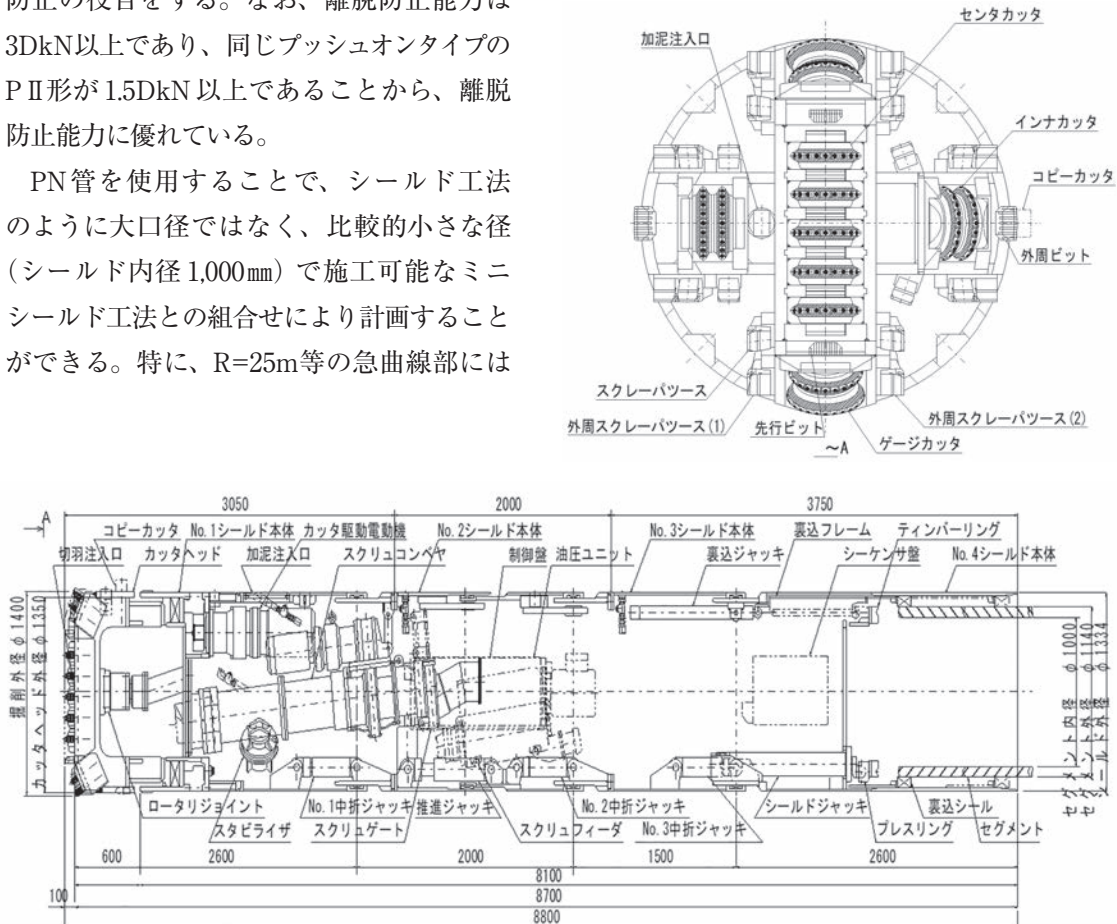 防止の役目をする。なお、離脱防止能力は
3DkN以上であり、同じプッシュオンタイプの
PⅡ形が1.5DkN以上であることから、離脱
防止能力に優れている。
PN管を使用することで、シールド工法
のように大口径ではなく、比較的小さな径
(シールド内径1,000㎜)で施工可能なミニ
シールド工法との組合せにより計画すること
ができる。特に、R=25m等の急曲線部には
センタカッタ
加泥注入口
インナカッタ
コピーカッタ
外周ビット
スクレーパツース
外周スクレーパツース(1)
先行ビット
外周スクレーパツース(2)
ゲージカッタ
～A
3050 2000 3750
A
コピーカッタ No.1シールド本体 カッタ駆動電動機 No.2シールド本体 No.3シールド本体 裏込フレーム ティンバーリング
切羽注入口 カッタヘッド 加泥注入口 スクリュコンベヤ 制御盤 油圧ユニット 裏込ジャッキ シーケンサ盤 No.4シールド本体
掘削外径 φ1400
カッタヘッド外径 φ1350
セグメント内径 φ1000
セグメント外径 φ1140
シールド外径 φ1334
ロータリジョイント No.1中折ジャッキ 推進ジャッキ No.2中折ジャッキ シールドジャッキ 裏込シール
スタビライザ スクリュゲート スクリュフィーダ No.3中折ジャッキ プレスリング セグメント
600 2600 2000 1500 2600
8100
100 8700
8800